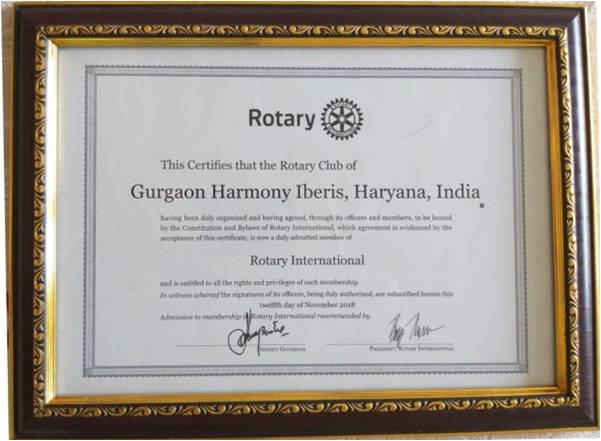 Rotary
This Certifies that the Rotary Club of
Gurgaon Harmony Iberis, Haryana, India
having been duly organized and having agreed, through its officers and members, to be bound
by the Constitution and Bylaws of Rotary International, which agreement is evidenced by the
acceptance of this certificate, is now a duly admitted member of
Rotary International
and is entitled to all the rights and privileges of such membership.
In witness whereof the signatures of its officers, being duly authorized, are subscribed hereto this
twelfth day of November 2018
Admission to membership in Rotary International recommended by
DISTRICT GOVERNOR
PRESIDENT, ROTARY INTERNATIONAL